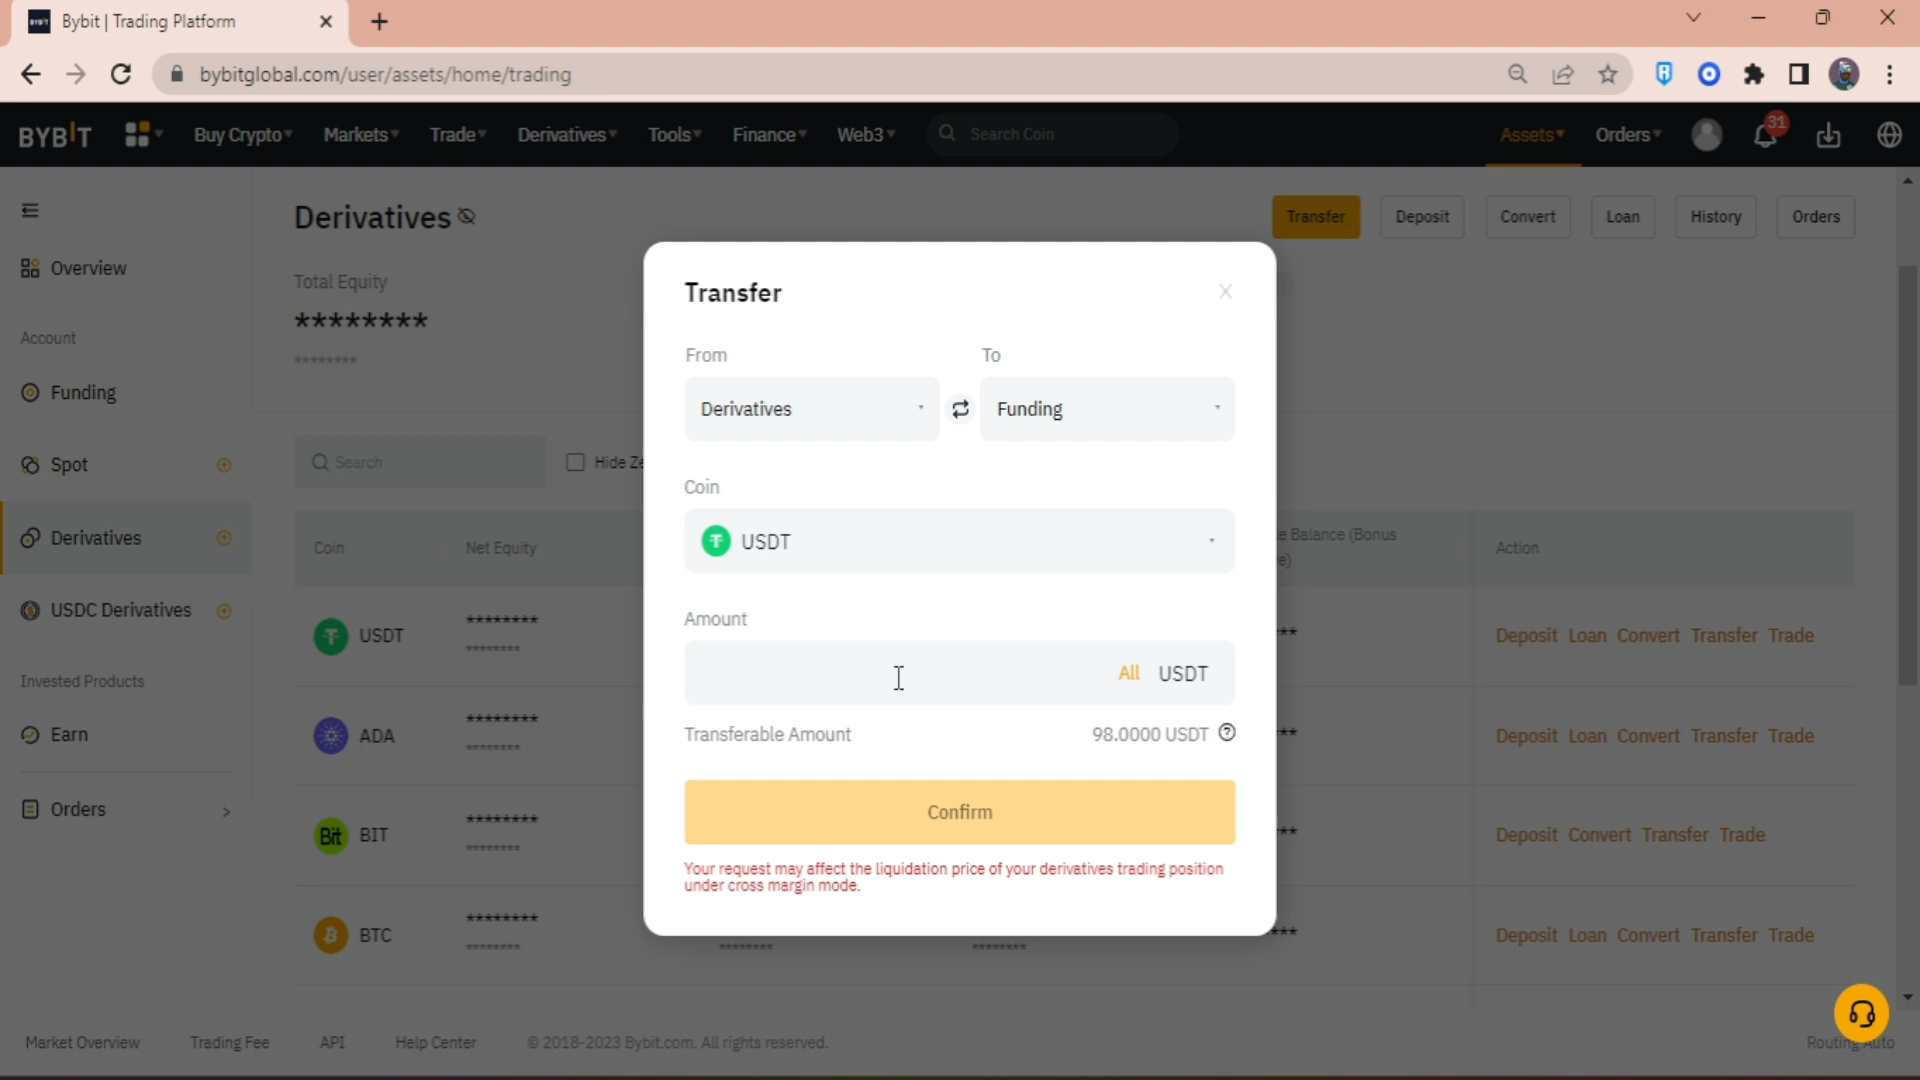 Bybit | Trading Platform
bybitglobal.com/user/assets/home/trading
BYBIT Buy Crypto Markets Trade Derivatives Tools Finance Web3 Search Coin Assets Orders 31
Derivatives
Transfer Deposit Convert Loan History Orders
Overview
Total Equity
********
********
Account
Funding
Spot
Derivatives
USDC Derivatives
Invested Products
Earn
Orders
Search
Hide Ze
Coin Net Equity
e Balance (Bonus
e)
Action
USDT ******** ** Deposit Loan Convert Transfer Trade
********
ADA ******** ** Deposit Loan Convert Transfer Trade
********
Bit BIT ******** ** Deposit Convert Transfer Trade
********
BTC ******** *** Deposit Loan Convert Transfer Trade
******** ******** ********
Transfer
From To
Derivatives Funding
Coin
USDT
Amount
All USDT
Transferable Amount 98.0000 USDT
Confirm
Your request may affect the liquidation price of your derivatives trading position
under cross margin mode.
Market Overview Trading Fee API Help Center © 2018-2023 Bybit.com. All rights reserved. Routing Auto